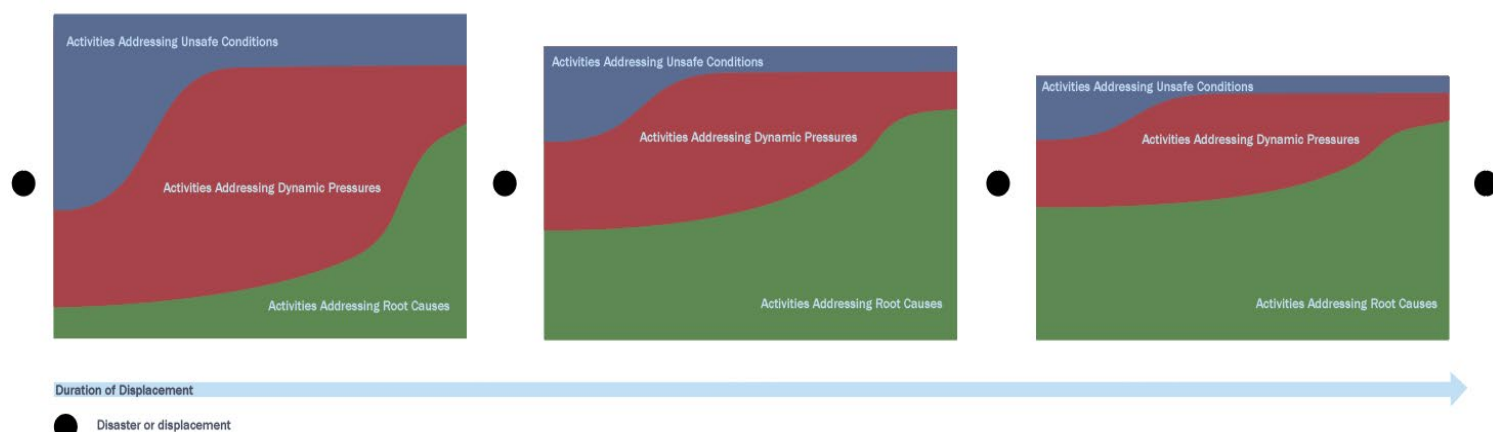 Activities Addressing Unsafe Conditions
Activities Addressing Dynamic Pressures
Activities Addressing Root Causes
Activities Addressing Unsafe Conditions
Activities Addressing Dynamic Pressures
Activities Addressing Root Causes
Activities Addressing Unsafe Conditions
Activities Addressing Dynamic Pressures
Activities Addressing Root Causes
Duration of Displacement
Disaster or displacement